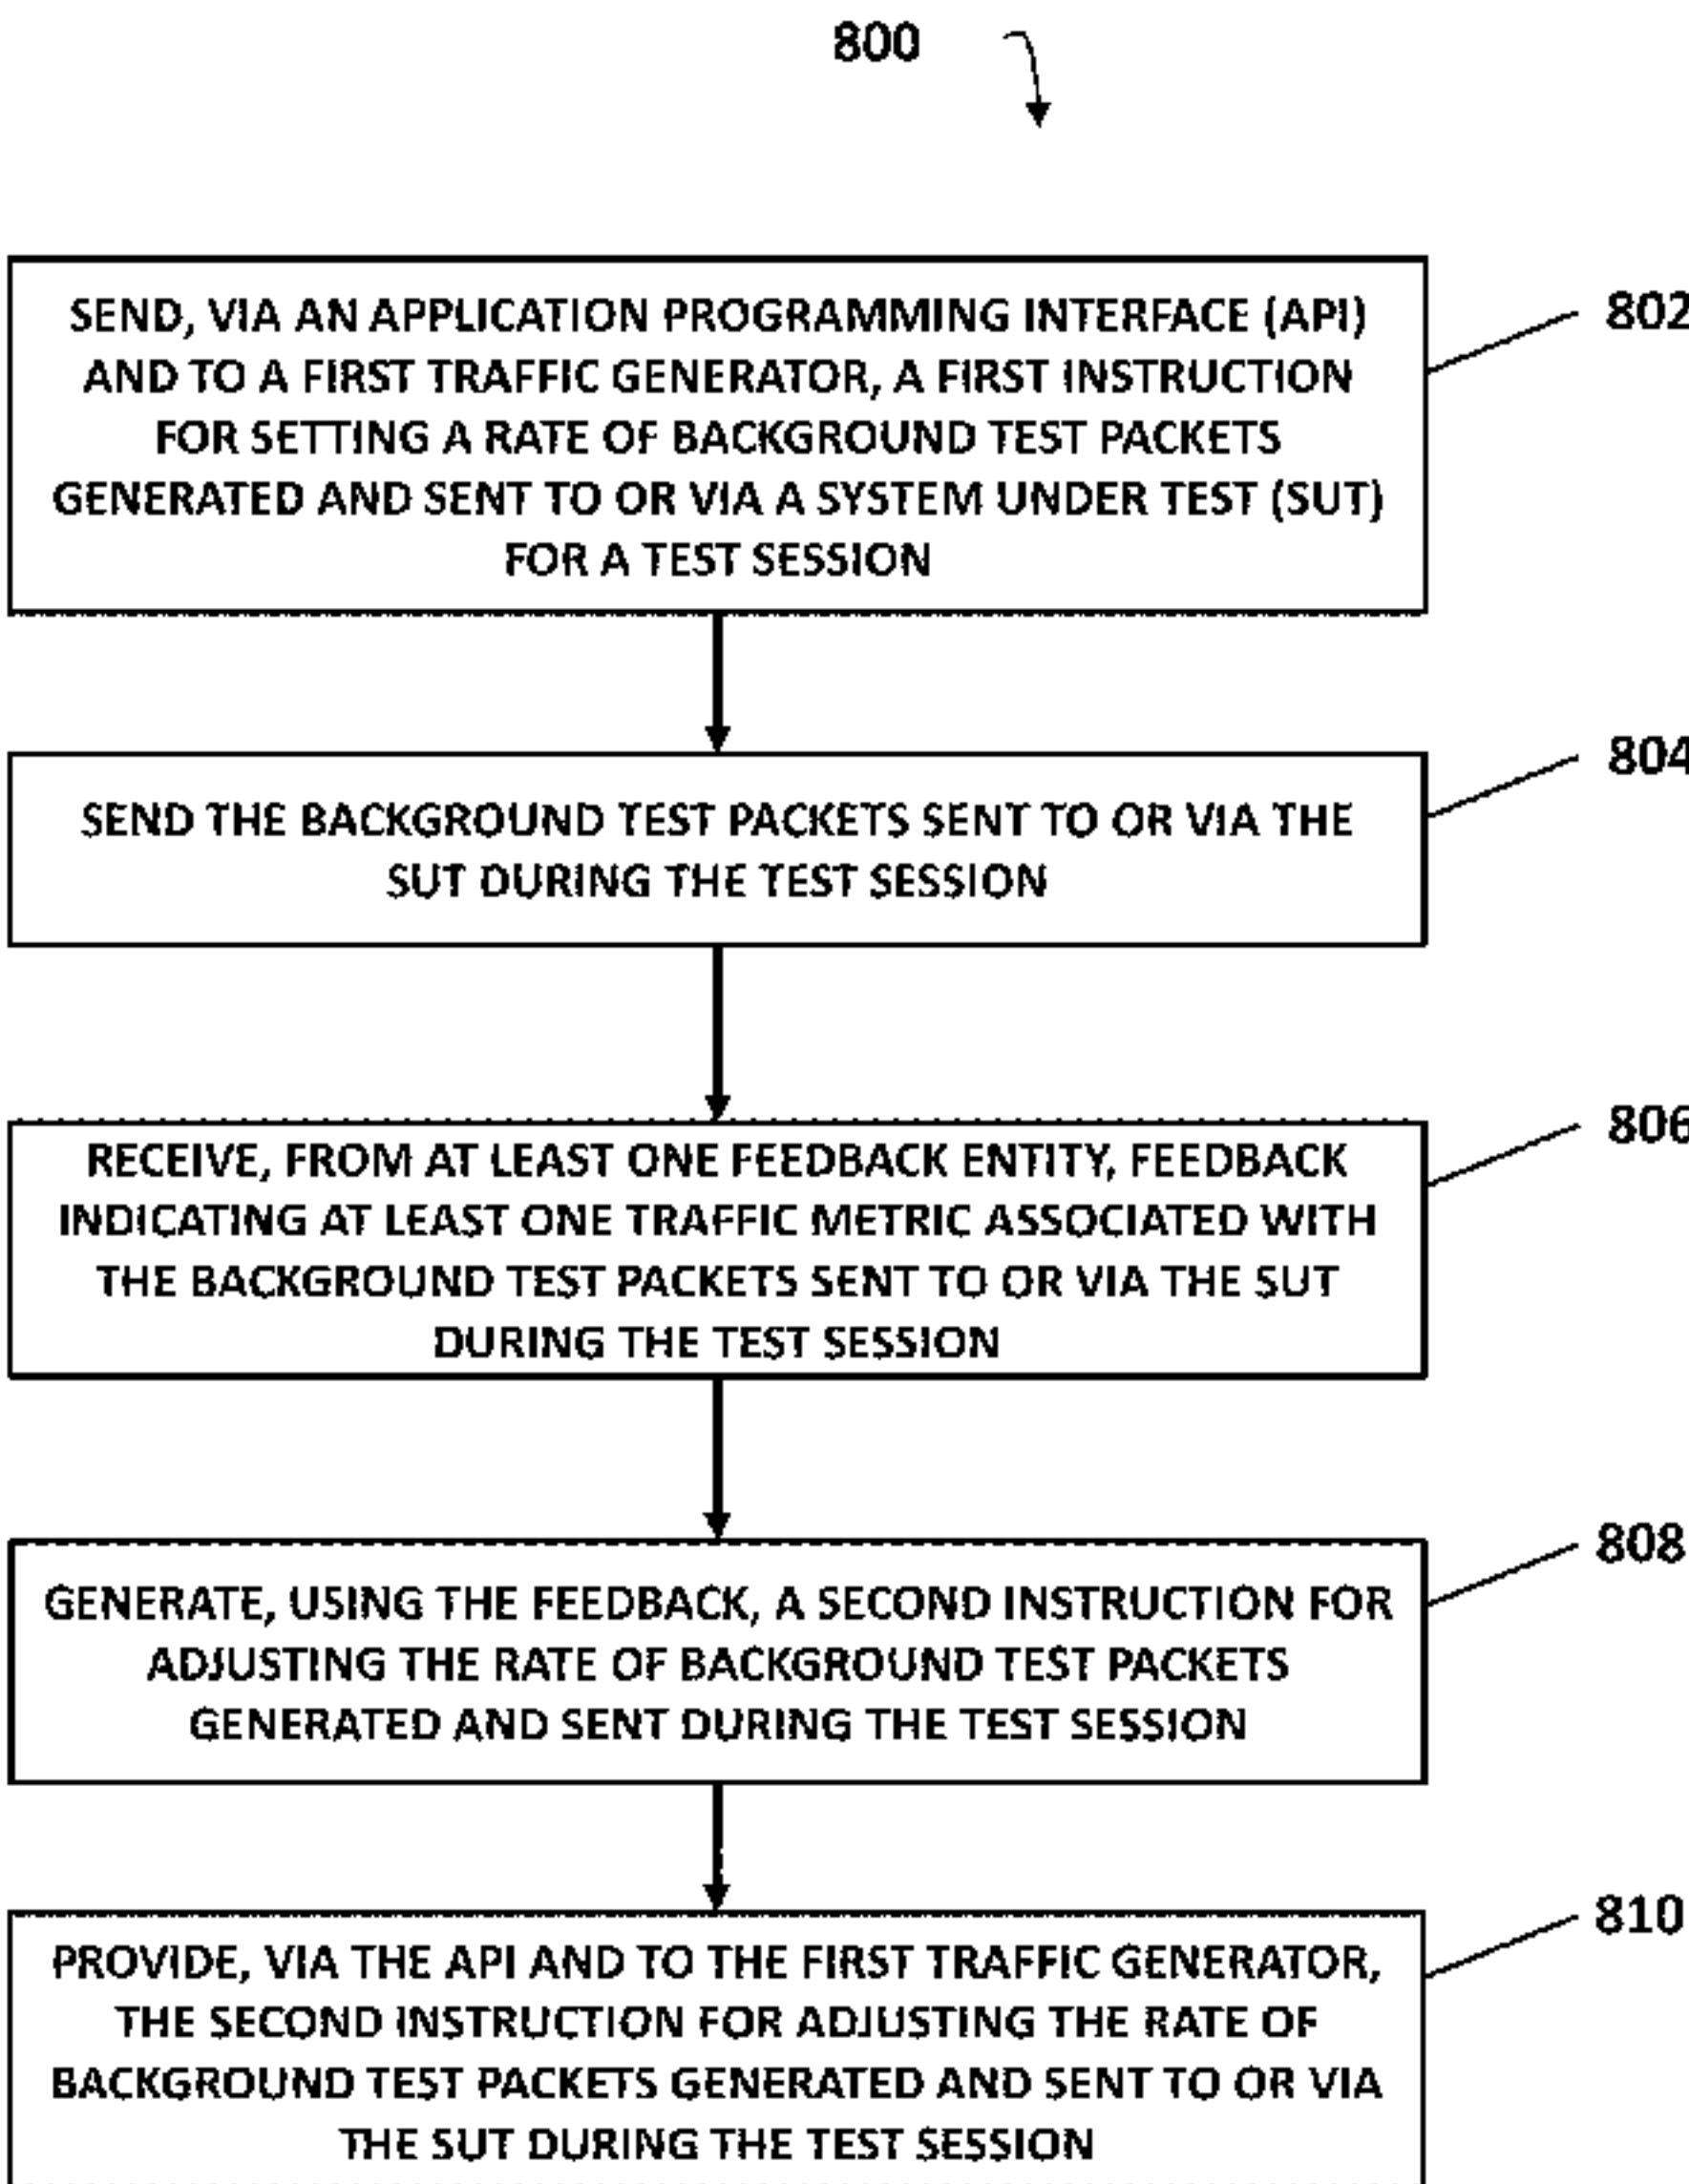 800
SEND, VIA AN APPLICATION PROGRAMMING INTERFACE (API)
AND TO A FIRST TRAFFIC GENERATOR, A FIRST INSTRUCTION
FOR SETTING A RATE OF BACKGROUND TEST PACKETS
GENERATED AND SENT TO OR VIA A SYSTEM UNDER TEST (SUT)
FOR A TEST SESSION
802
SEND THE BACKGROUND TEST PACKETS SENT TO OR VIA THE
SUT DURING THE TEST SESSION
804
RECEIVE, FROM AT LEAST ONE FEEDBACK ENTITY, FEEDBACK
INDICATING AT LEAST ONE TRAFFIC METRIC ASSOCIATED WITH
THE BACKGROUND TEST PACKETS SENT TO OR VIA THE SUT
DURING THE TEST SESSION
806
GENERATE, USING THE FEEDBACK, A SECOND INSTRUCTION FOR
ADJUSTING THE RATE OF BACKGROUND TEST PACKETS
GENERATED AND SENT DURING THE TEST SESSION
808
PROVIDE, VIA THE API AND TO THE FIRST TRAFFIC GENERATOR,
THE SECOND INSTRUCTION FOR ADJUSTING THE RATE OF
BACKGROUND TEST PACKETS GENERATED AND SENT TO OR VIA
THE SUT DURING THE TEST SESSION
810